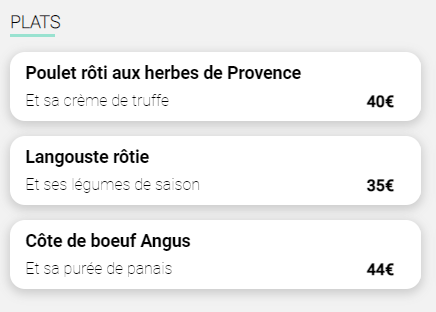 PLATS
Poulet rôti aux herbes de Provence
Et sa crème de truffe 40€
Langouste rôtie
Et ses légumes de saison 35€
Côte de boeuf Angus
Et sa purée de panais 44€